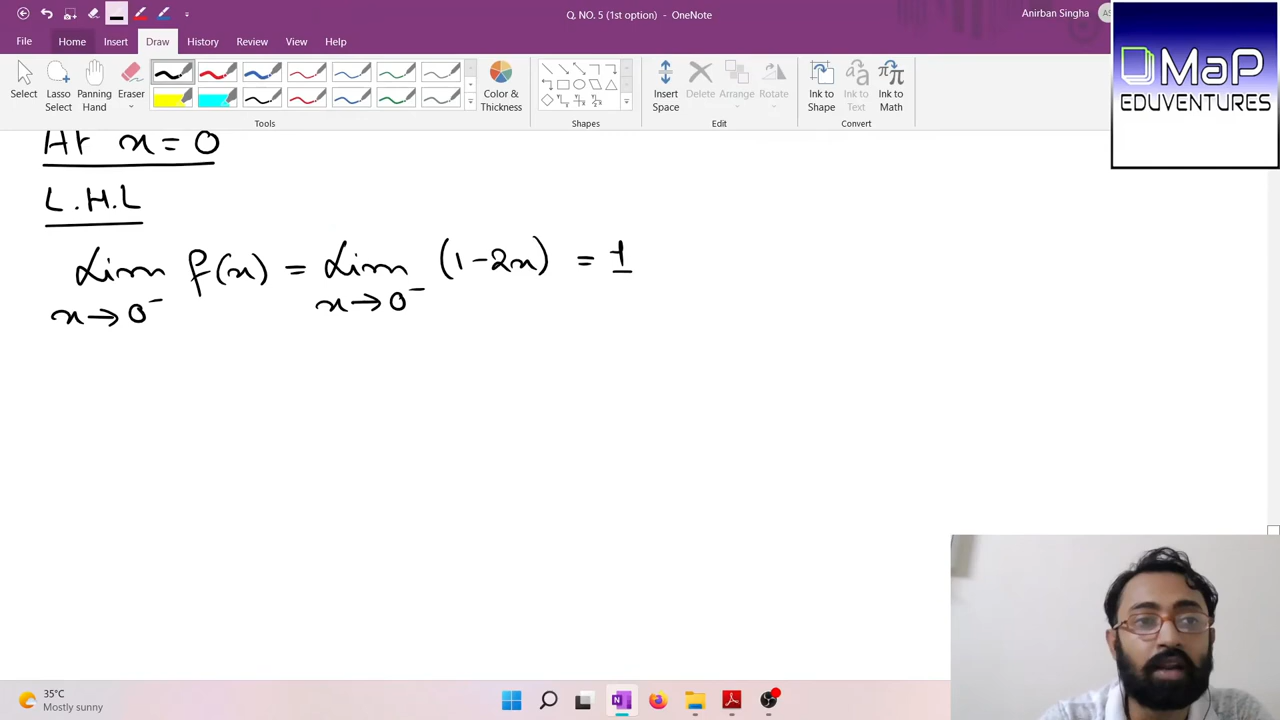 Q. NO. 5 (1st option) - OneNote
Anirban Singha
File Home Insert Draw History Review View Help
Select
Lasso Select
Panning Hand
Eraser
Color & Thickness
Insert Space
Delete
Arrange
Rotate
Ink to Shape
Ink to Text
Ink to Math
Tools Shapes Edit Convert
MaP
EDUVENTURES
At x = 0
L.H.L
Lim f(x) = Lim (1-2x) = 1
x→0⁻ x→0⁻
35°C
Mostly sunny